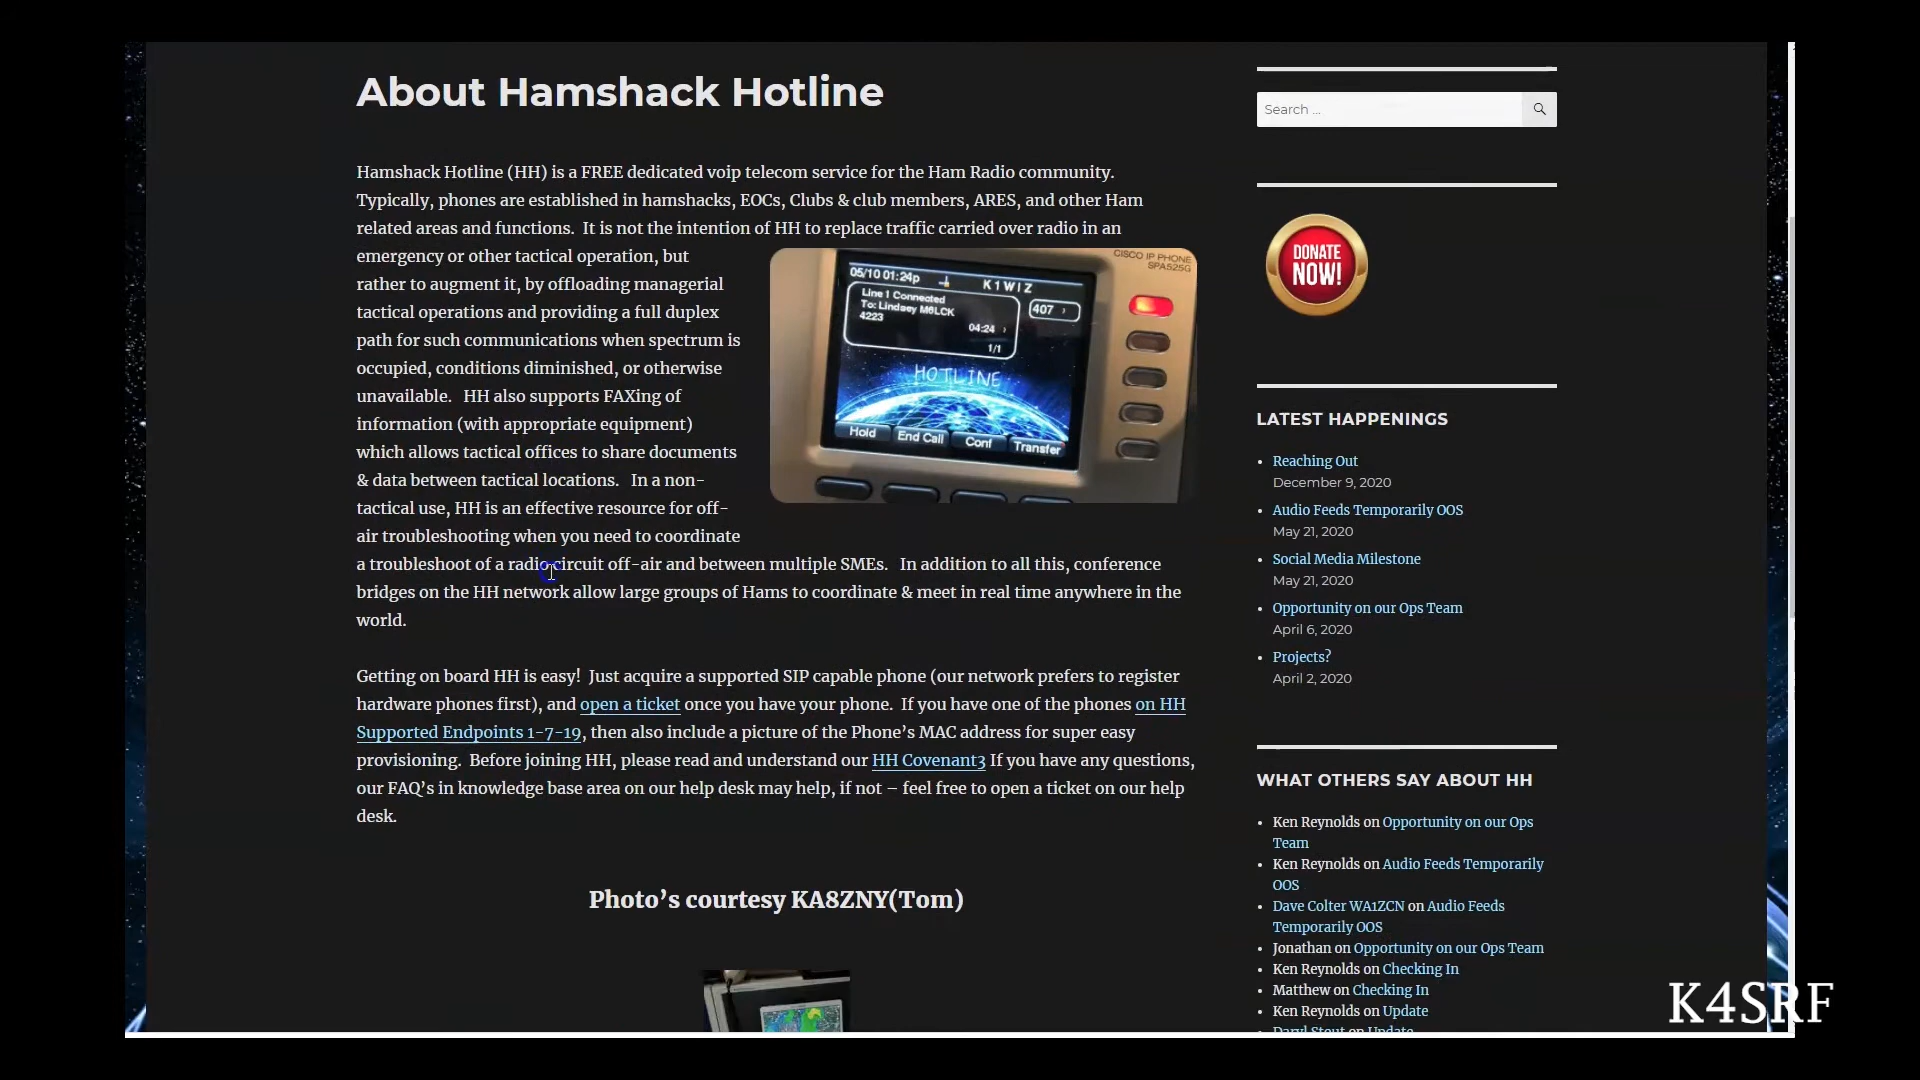 About Hamshack Hotline
Hamshack Hotline (HH) is a FREE dedicated voip telecom service for the Ham Radio community.
Typically, phones are established in hamshacks, EOCs, Clubs & club members, ARES, and other Ham
related areas and functions. It is not the intention of HH to replace traffic carried over radio in an
emergency or other tactical operation, but
rather to augment it, by offloading managerial
tactical operations and providing a full duplex
path for such communications when spectrum is
occupied, conditions diminished, or otherwise
unavailable. HH also supports FAXing of
information (with appropriate equipment)
which allows tactical offices to share documents
& data between tactical locations. In a non-
tactical use, HH is an effective resource for off-
air troubleshooting when you need to coordinate
a troubleshoot of a radio circuit off-air and between multiple SMEs. In addition to all this, conference
bridges on the HH network allow large groups of Hams to coordinate & meet in real time anywhere in the
world.
CISCO IP PHONE
SPA525G
05/10 01:24p K1WIZ
Line 1 Connected
To: Lindsey M6LCK
4223
04:24
1/1
407
HOTLINE
Hold End Call Conf Transfer
Getting on board HH is easy! Just acquire a supported SIP capable phone (our network prefers to register
hardware phones first), and open a ticket once you have your phone. If you have one of the phones on HH
Supported Endpoints 1-7-19, then also include a picture of the Phone’s MAC address for super easy
provisioning. Before joining HH, please read and understand our HH Covenant3 If you have any questions,
our FAQ’s in knowledge base area on our help desk may help, if not – feel free to open a ticket on our help
desk.
Photo’s courtesy KA8ZNY(Tom)
Search ...
DONATE
NOW!
LATEST HAPPENINGS
Reaching Out
December 9, 2020
Audio Feeds Temporarily OOS
May 21, 2020
Social Media Milestone
May 21, 2020
Opportunity on our Ops Team
April 6, 2020
Projects?
April 2, 2020
WHAT OTHERS SAY ABOUT HH
Ken Reynolds on Opportunity on our Ops
Team
Ken Reynolds on Audio Feeds Temporarily
OOS
Dave Colter WA1ZCN on Audio Feeds
Temporarily OOS
Jonathan on Opportunity on our Ops Team
Ken Reynolds on Checking In
Matthew on Checking In
Ken Reynolds on Update
Daryl Stout on Update
K4SRF